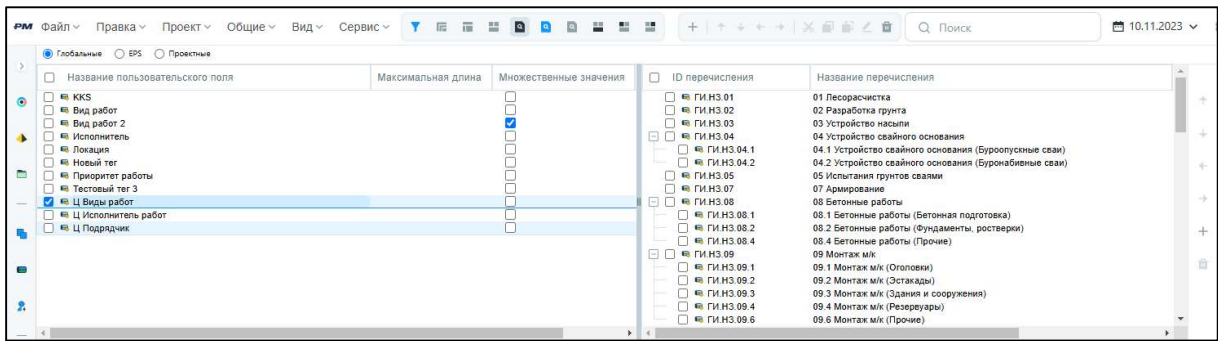 PM Файл Правка Проект Общие Вид Сервис Поиск 10.11.2023
Глобальные EPS Проектные
Название пользовательского поля Максимальная длина Множественные значения
KKS
Вид работ
Вид работ 2
Исполнитель
Локация
Новый тег
Приоритет работы
Тестовый тег 3
Ц Виды работ
Ц Исполнитель работ
Ц Подрядчик
ID перечисления Название перечисления
ГИ.НЗ.01 01 Лесорасчистка
ГИ.НЗ.02 02 Разработка грунта
ГИ.НЗ.03 03 Устройство насыпи
ГИ.НЗ.04 04 Устройство свайного основания
ГИ.НЗ.04.1 04.1 Устройство свайного основания (Буроопускные сваи)
ГИ.НЗ.04.2 04.2 Устройство свайного основания (Буронабивные сваи)
ГИ.НЗ.05 05 Испытания грунтов сваями
ГИ.НЗ.07 07 Армирование
ГИ.НЗ.08 08 Бетонные работы
ГИ.НЗ.08.1 08.1 Бетонные работы (Бетонная подготовка)
ГИ.НЗ.08.2 08.2 Бетонные работы (Фундаменты, ростверки)
ГИ.НЗ.08.4 08.4 Бетонные работы (Прочие)
ГИ.НЗ.09 09 Монтаж м/к
ГИ.НЗ.09.1 09.1 Монтаж м/к (Оголовки)
ГИ.НЗ.09.2 09.2 Монтаж м/к (Эстакады)
ГИ.НЗ.09.3 09.3 Монтаж м/к (Здания и сооружения)
ГИ.НЗ.09.4 09.4 Монтаж м/к (Резервуары)
ГИ.НЗ.09.6 09.6 Монтаж м/к (Прочие)